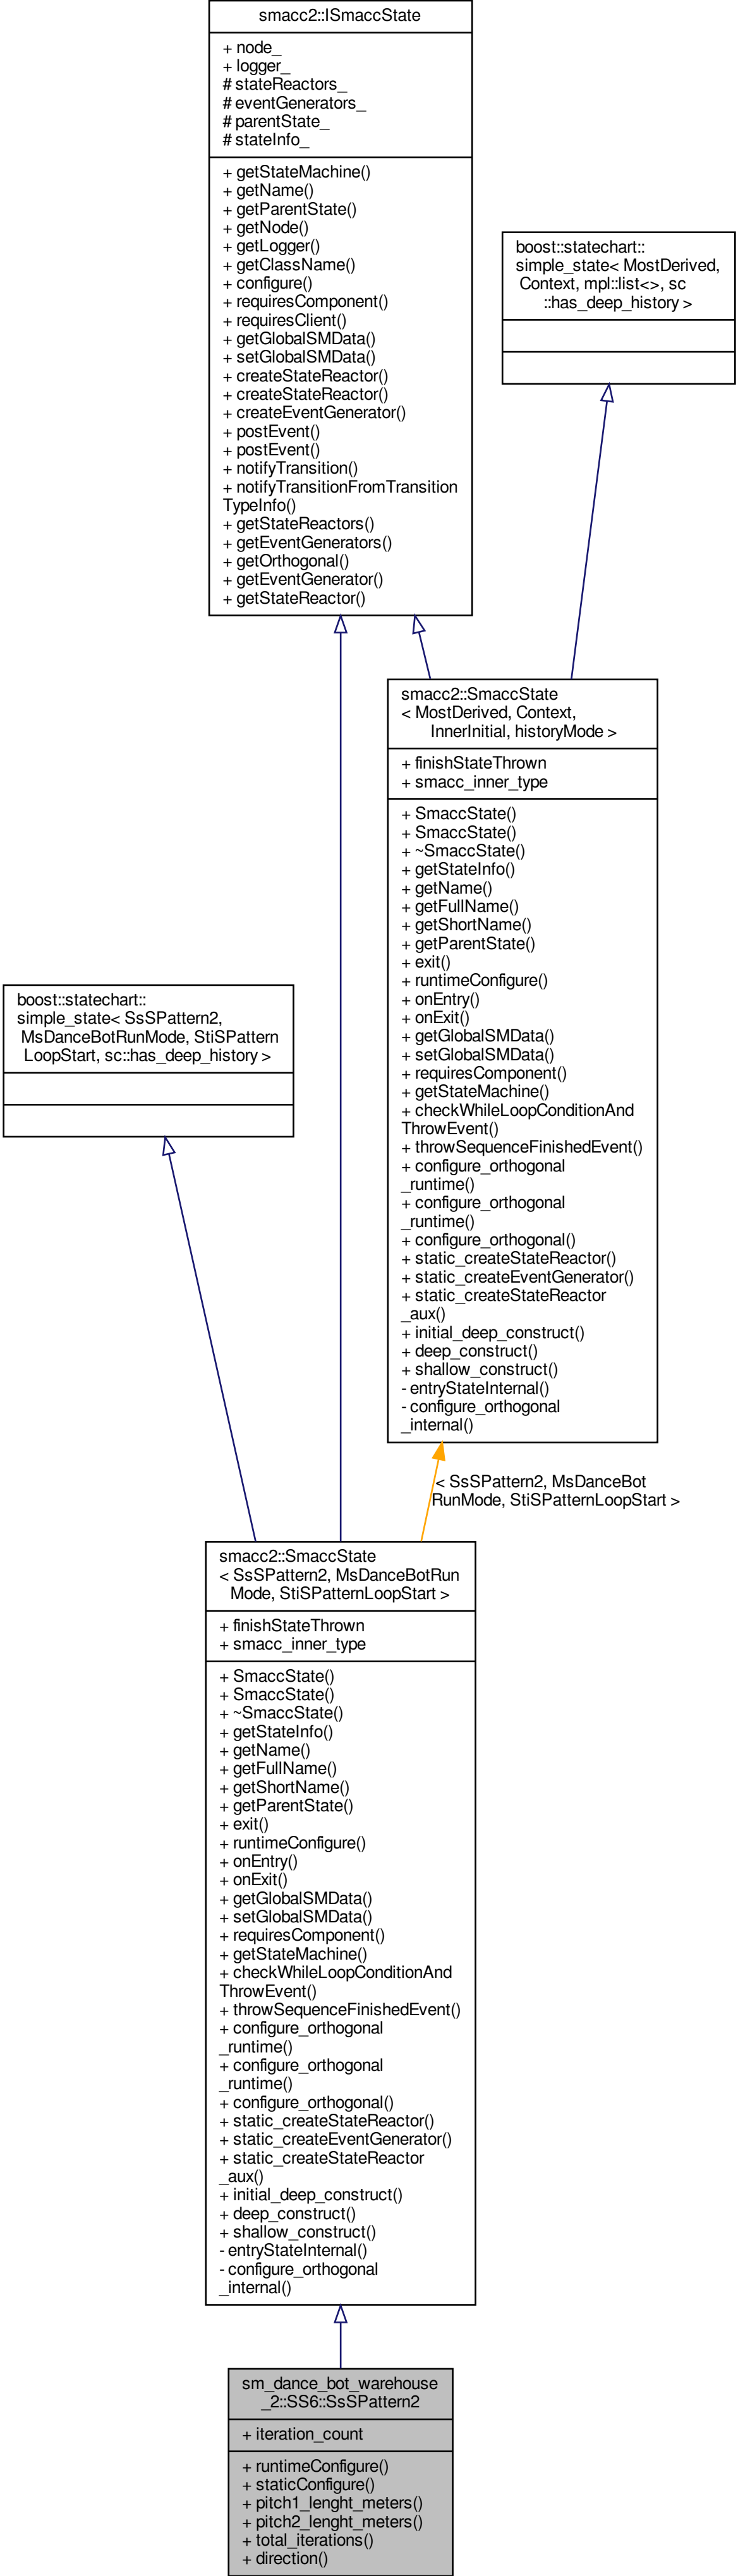 smacc2::ISmaccState
+ node_
+ logger_
# stateReactors_
# eventGenerators_
# parentState_
# stateInfo_
+ getStateMachine()
+ getName()
+ getParentState()
+ getNode()
+ getLogger()
+ getClassName()
+ configure()
+ requiresComponent()
+ requiresClient()
+ getGlobalSMData()
+ setGlobalSMData()
+ createStateReactor()
+ createStateReactor()
+ createEventGenerator()
+ postEvent()
+ postEvent()
+ notifyTransition()
+ notifyTransitionFromTransition
TypeInfo()
+ getStateReactors()
+ getEventGenerators()
+ getOrthogonal()
+ getEventGenerator()
+ getStateReactor()
boost::statechart::
simple_state< MostDerived,
Context, mpl::list<>, sc
::has_deep_history >
smacc2::SmaccState
< MostDerived, Context,
InnerInitial, historyMode >
+ finishStateThrown
+ smacc_inner_type
+ SmaccState()
+ SmaccState()
+ ~SmaccState()
+ getStateInfo()
+ getName()
+ getFullName()
+ getShortName()
+ getParentState()
+ exit()
+ runtimeConfigure()
+ onEntry()
+ onExit()
+ getGlobalSMData()
+ setGlobalSMData()
+ requiresComponent()
+ getStateMachine()
+ checkWhileLoopConditionAnd
ThrowEvent()
+ throwSequenceFinishedEvent()
+ configure_orthogonal
_runtime()
+ configure_orthogonal
_runtime()
+ configure_orthogonal()
+ static_createStateReactor()
+ static_createEventGenerator()
+ static_createStateReactor
_aux()
+ initial_deep_construct()
+ deep_construct()
+ shallow_construct()
- entryStateInternal()
- configure_orthogonal
_internal()
boost::statechart::
simple_state< SsSPattern2,
MsDanceBotRunMode, StiSPattern
LoopStart, sc::has_deep_history >
< SsSPattern2, MsDanceBot
RunMode, StiSPatternLoopStart >
smacc2::SmaccState
< SsSPattern2, MsDanceBotRun
Mode, StiSPatternLoopStart >
+ finishStateThrown
+ smacc_inner_type
+ SmaccState()
+ SmaccState()
+ ~SmaccState()
+ getStateInfo()
+ getName()
+ getFullName()
+ getShortName()
+ getParentState()
+ exit()
+ runtimeConfigure()
+ onEntry()
+ onExit()
+ getGlobalSMData()
+ setGlobalSMData()
+ requiresComponent()
+ getStateMachine()
+ checkWhileLoopConditionAnd
ThrowEvent()
+ throwSequenceFinishedEvent()
+ configure_orthogonal
_runtime()
+ configure_orthogonal
_runtime()
+ configure_orthogonal()
+ static_createStateReactor()
+ static_createEventGenerator()
+ static_createStateReactor
_aux()
+ initial_deep_construct()
+ deep_construct()
+ shallow_construct()
- entryStateInternal()
- configure_orthogonal
_internal()
sm_dance_bot_warehouse
_2::SS6::SsSPattern2
+ iteration_count
+ runtimeConfigure()
+ staticConfigure()
+ pitch1_lenght_meters()
+ pitch2_lenght_meters()
+ total_iterations()
+ direction()